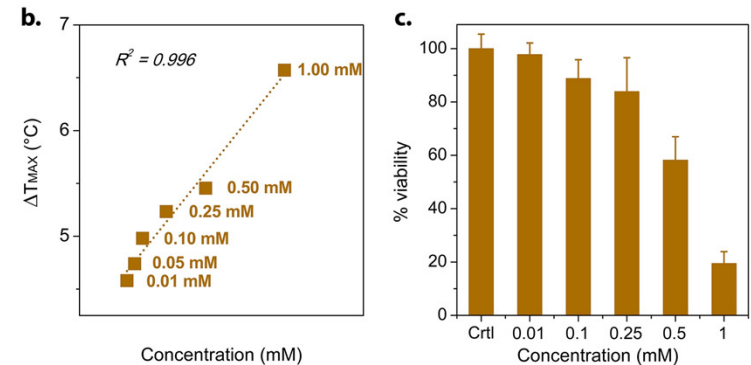 b.
7
6
5
ΔTMAX (°C)
R² = 0.996
1.00 mM
0.50 mM
0.25 mM
0.10 mM
0.05 mM
0.01 mM
Concentration (mM)
c.
100
80
60
40
20
0
% viability
Crtl 0.01 0.1 0.25 0.5 1
Concentration (mM)